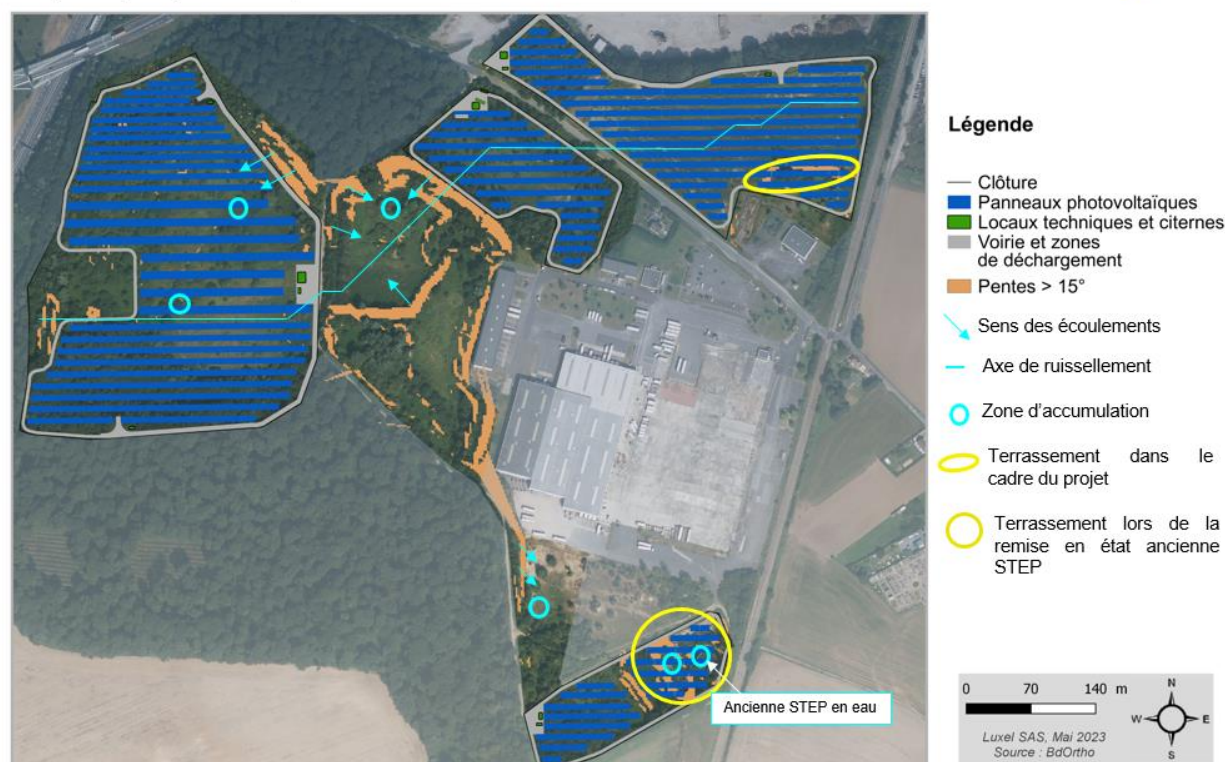 Légende
Clôture
Panneaux photovoltaïques
Locaux techniques et citernes
Voirie et zones
de déchargement
Pentes > 15°
Sens des écoulements
Axe de ruissellement
Zone d'accumulation
Terrassement dans le
cadre du projet
Terrassement lors de la
remise en état ancienne
STEP
Ancienne STEP en eau
0 70 140 m
Luxel SAS, Mai 2023
Source : BdOrtho
N
W E
S